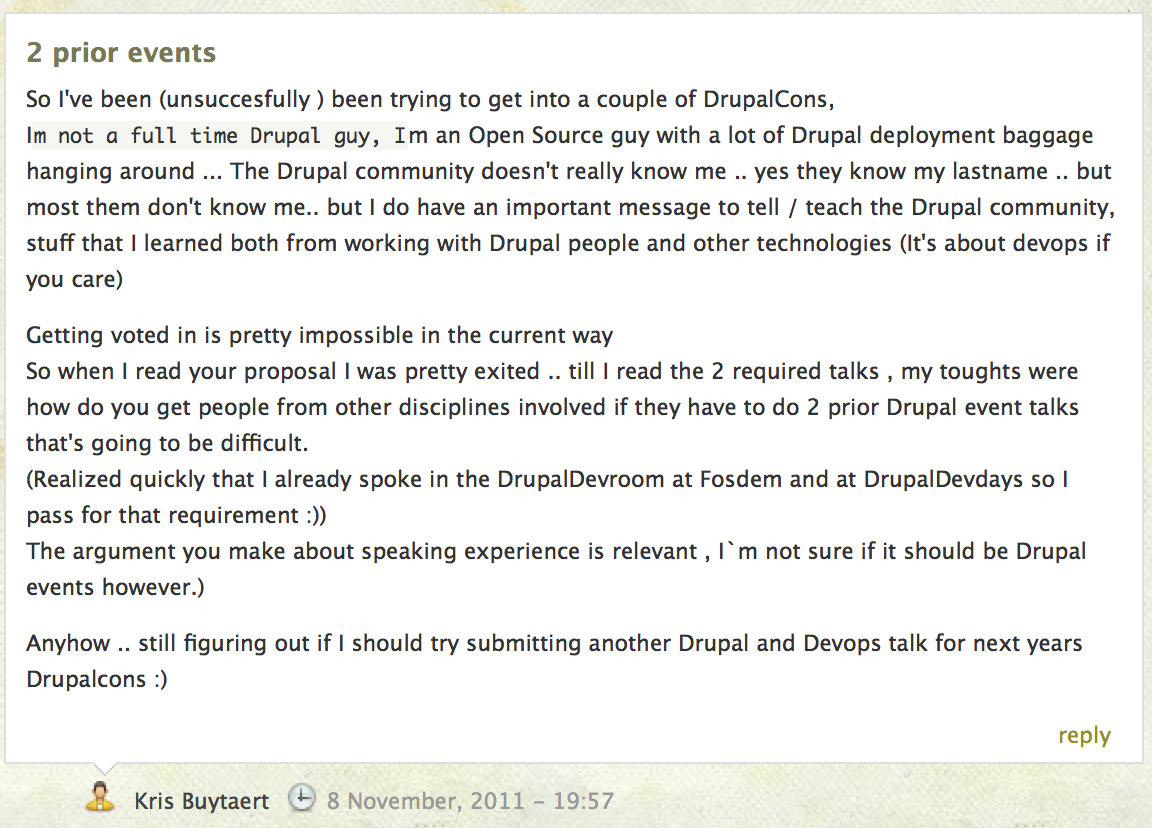 2 prior events
So I've been (unsuccesfully ) been trying to get into a couple of DrupalCons,
Im not a full time Drupal guy, Im an Open Source guy with a lot of Drupal deployment baggage
hanging around ... The Drupal community doesn't really know me .. yes they know my lastname .. but
most them don't know me.. but I do have an important message to tell / teach the Drupal community,
stuff that I learned both from working with Drupal people and other technologies (It's about devops if
you care)
Getting voted in is pretty impossible in the current way
So when I read your proposal I was pretty exited .. till I read the 2 required talks , my toughts were
how do you get people from other disciplines involved if they have to do 2 prior Drupal event talks
that's going to be difficult.
(Realized quickly that I already spoke in the DrupalDevroom at Fosdem and at DrupalDevdays so I
pass for that requirement :))
The argument you make about speaking experience is relevant , I`m not sure if it should be Drupal
events however.)
Anyhow .. still figuring out if I should try submitting another Drupal and Devops talk for next years
Drupalcons :)
reply
Kris Buytaert 8 November, 2011 – 19:57